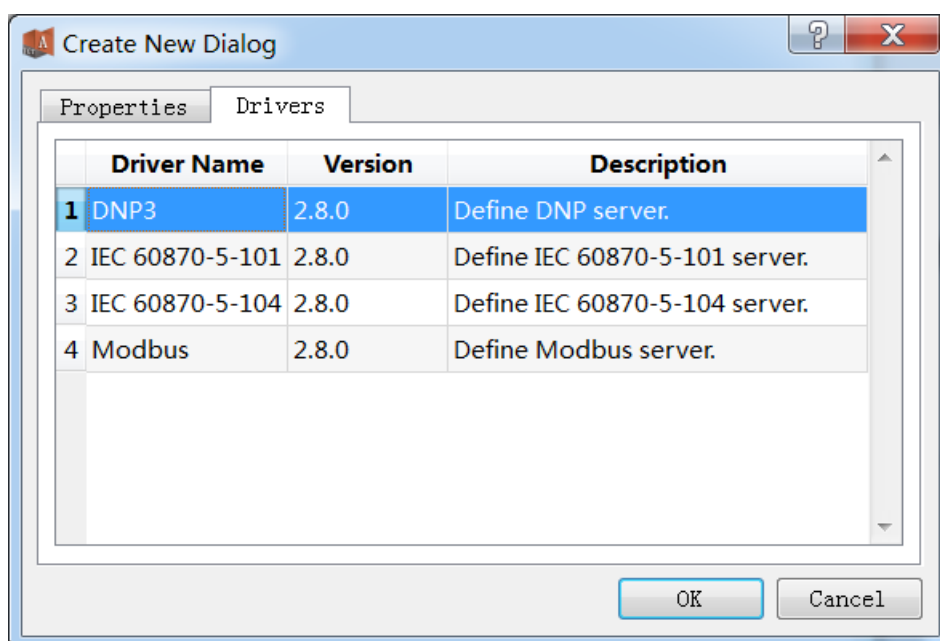 Create New Dialog
Properties Drivers
Driver Name Version Description
1 DNP3 2.8.0 Define DNP server.
2 IEC 60870-5-101 2.8.0 Define IEC 60870-5-101 server.
3 IEC 60870-5-104 2.8.0 Define IEC 60870-5-104 server.
4 Modbus 2.8.0 Define Modbus server.
OK Cancel